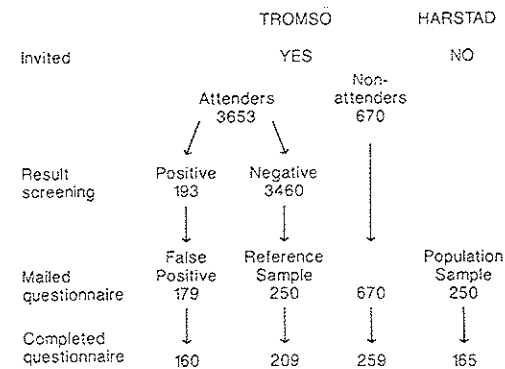 TROMSÖ HARSTAD
Invited YES NO
Non-
Attenders attenders
3653 670
Result Positive Negative
screening 193 3460
False Reference Population
Mailed Positive Sample Sample
questionnaire 179 250 670 250
Completed
questionnaire 160 209 259 165